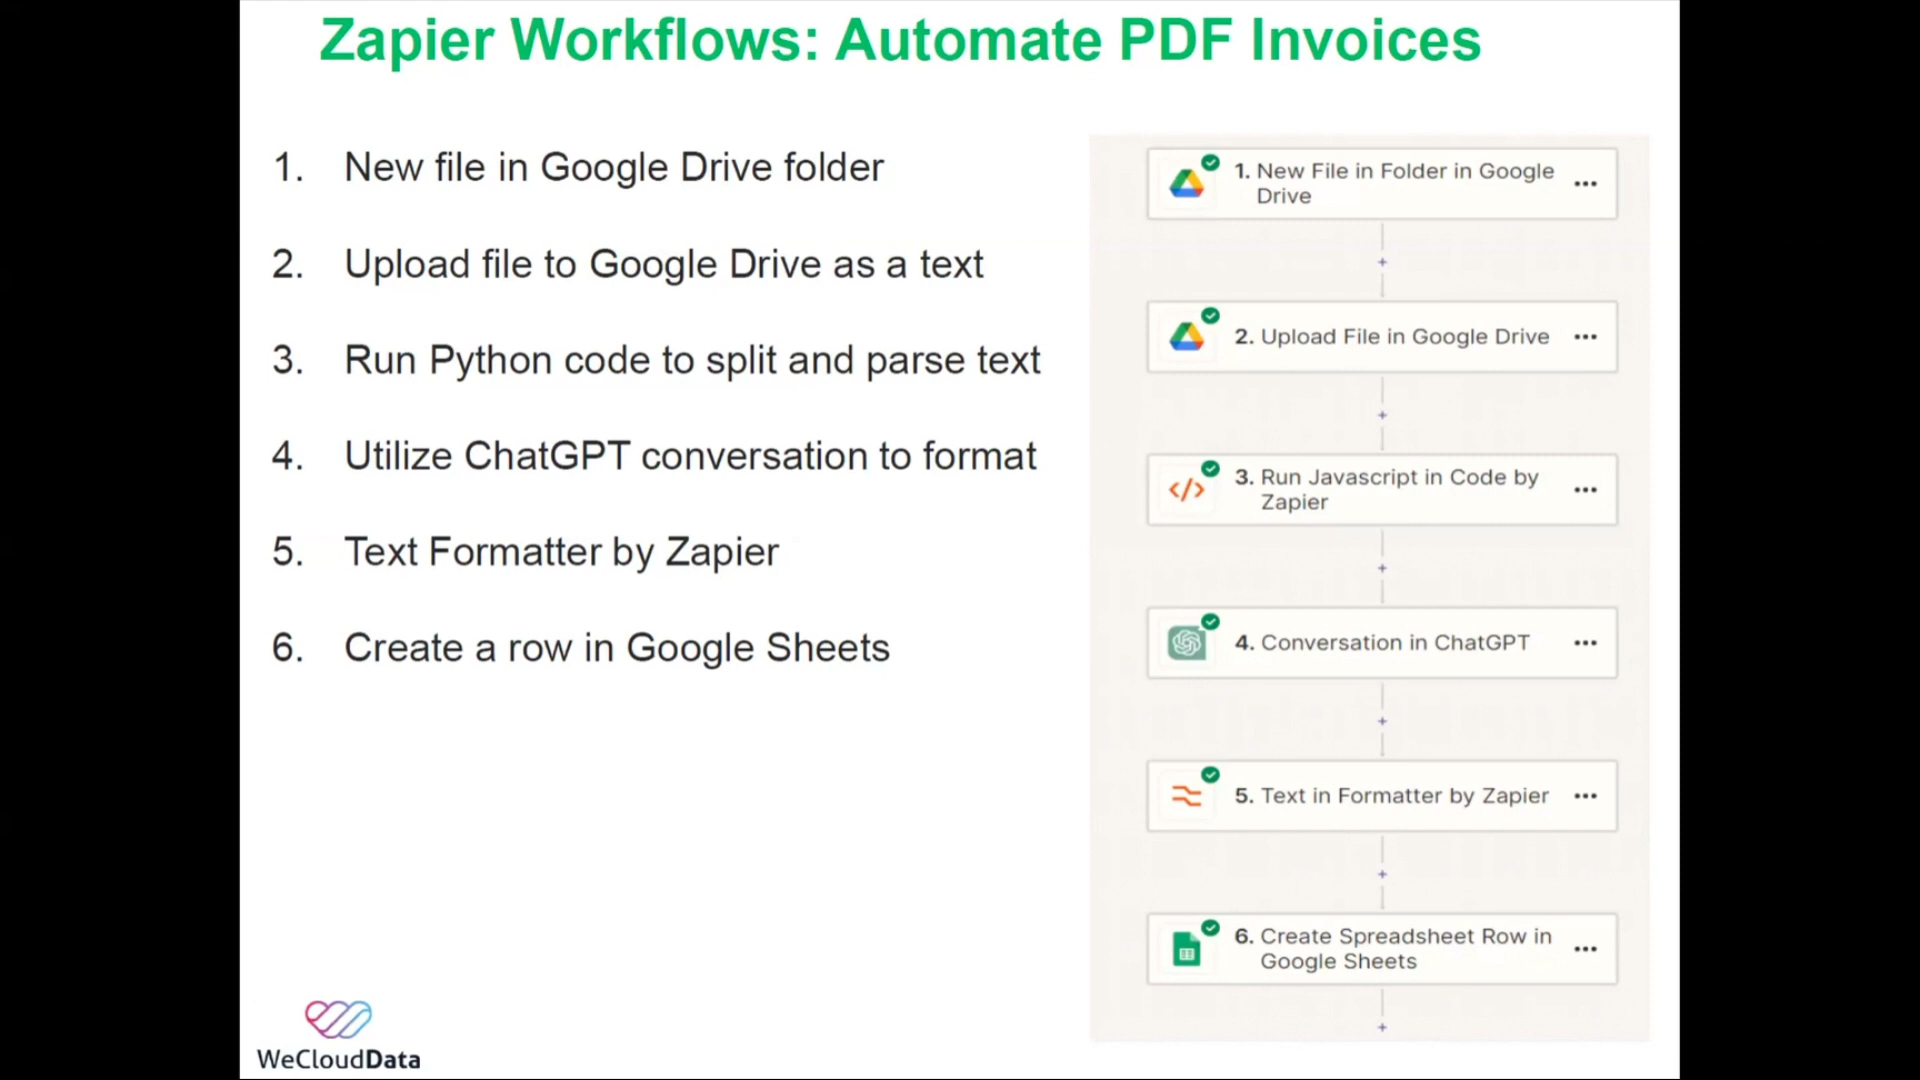 Zapier Workflows: Automate PDF Invoices
1. New file in Google Drive folder
2. Upload file to Google Drive as a text
3. Run Python code to split and parse text
4. Utilize ChatGPT conversation to format
5. Text Formatter by Zapier
6. Create a row in Google Sheets
1. New File in Folder in Google
Drive
2. Upload File in Google Drive
3. Run Javascript in Code by
Zapier
4. Conversation in ChatGPT
5. Text in Formatter by Zapier
6. Create Spreadsheet Row in
Google Sheets
WeCloudData